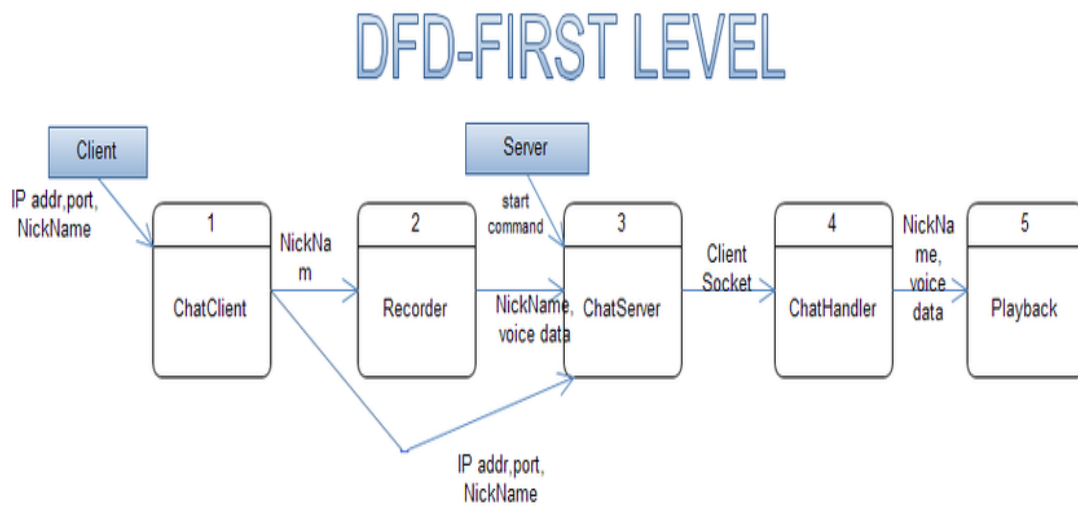 DFD-FIRST LEVEL
Client
Server
IP addr,port,
NickName
start
command
1
2
3
4
5
NickNa
m
NickName,
voice data
Client
Socket
NickNa
me,
voice
data
ChatClient
Recorder
ChatServer
ChatHandler
Playback
IP addr,port,
NickName